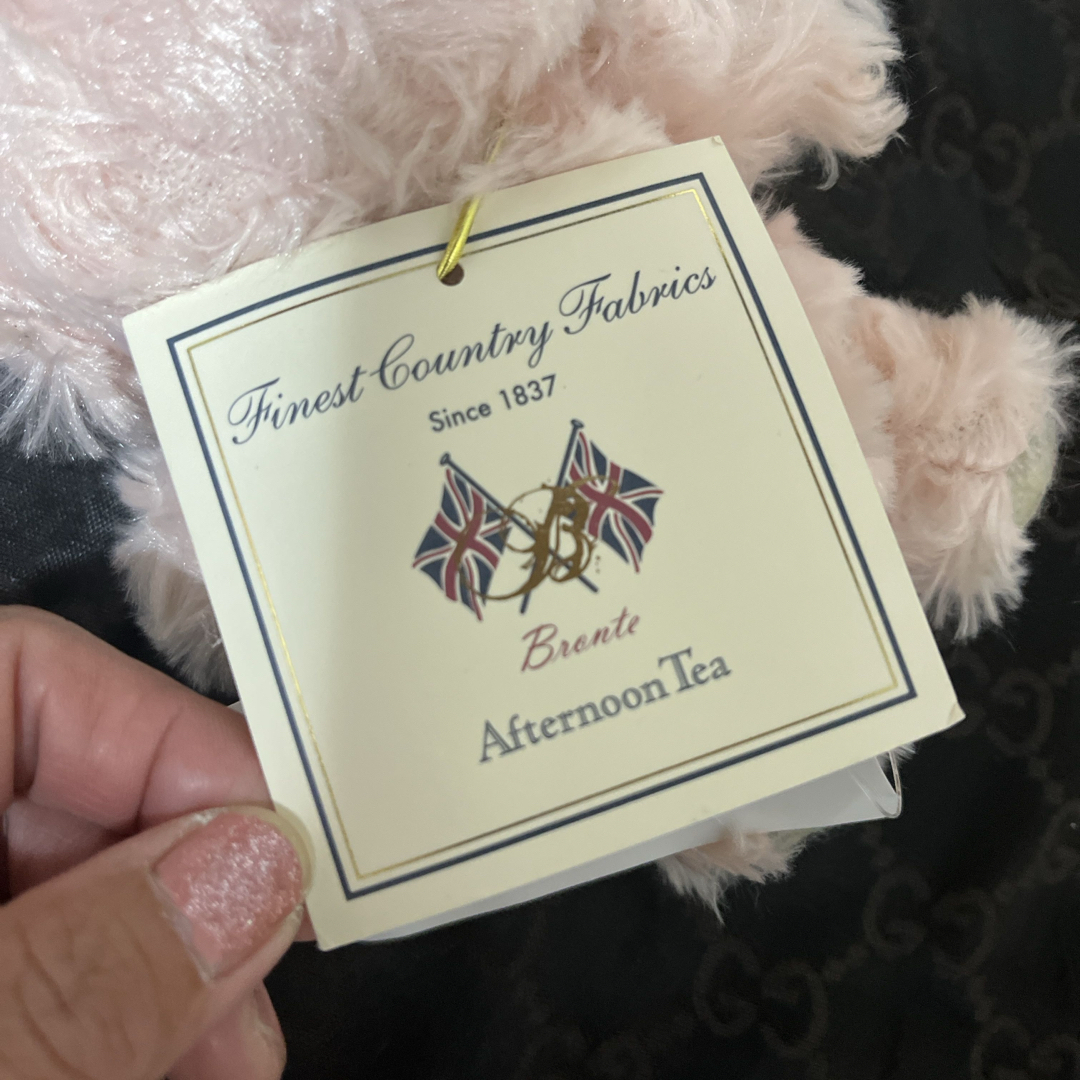 Finest Country Fabrics
Since 1837
B
Bronte
Afternoon Tea